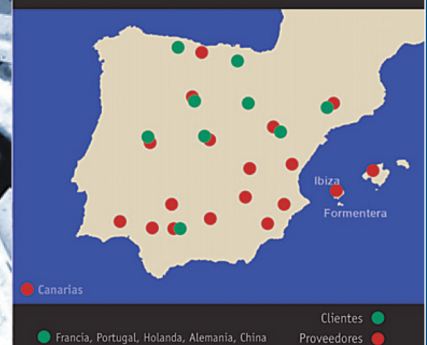 Ibiza
Formentera
Canarias
Clientes
Francia, Portugal, Holanda, Alemania, China
Proveedores